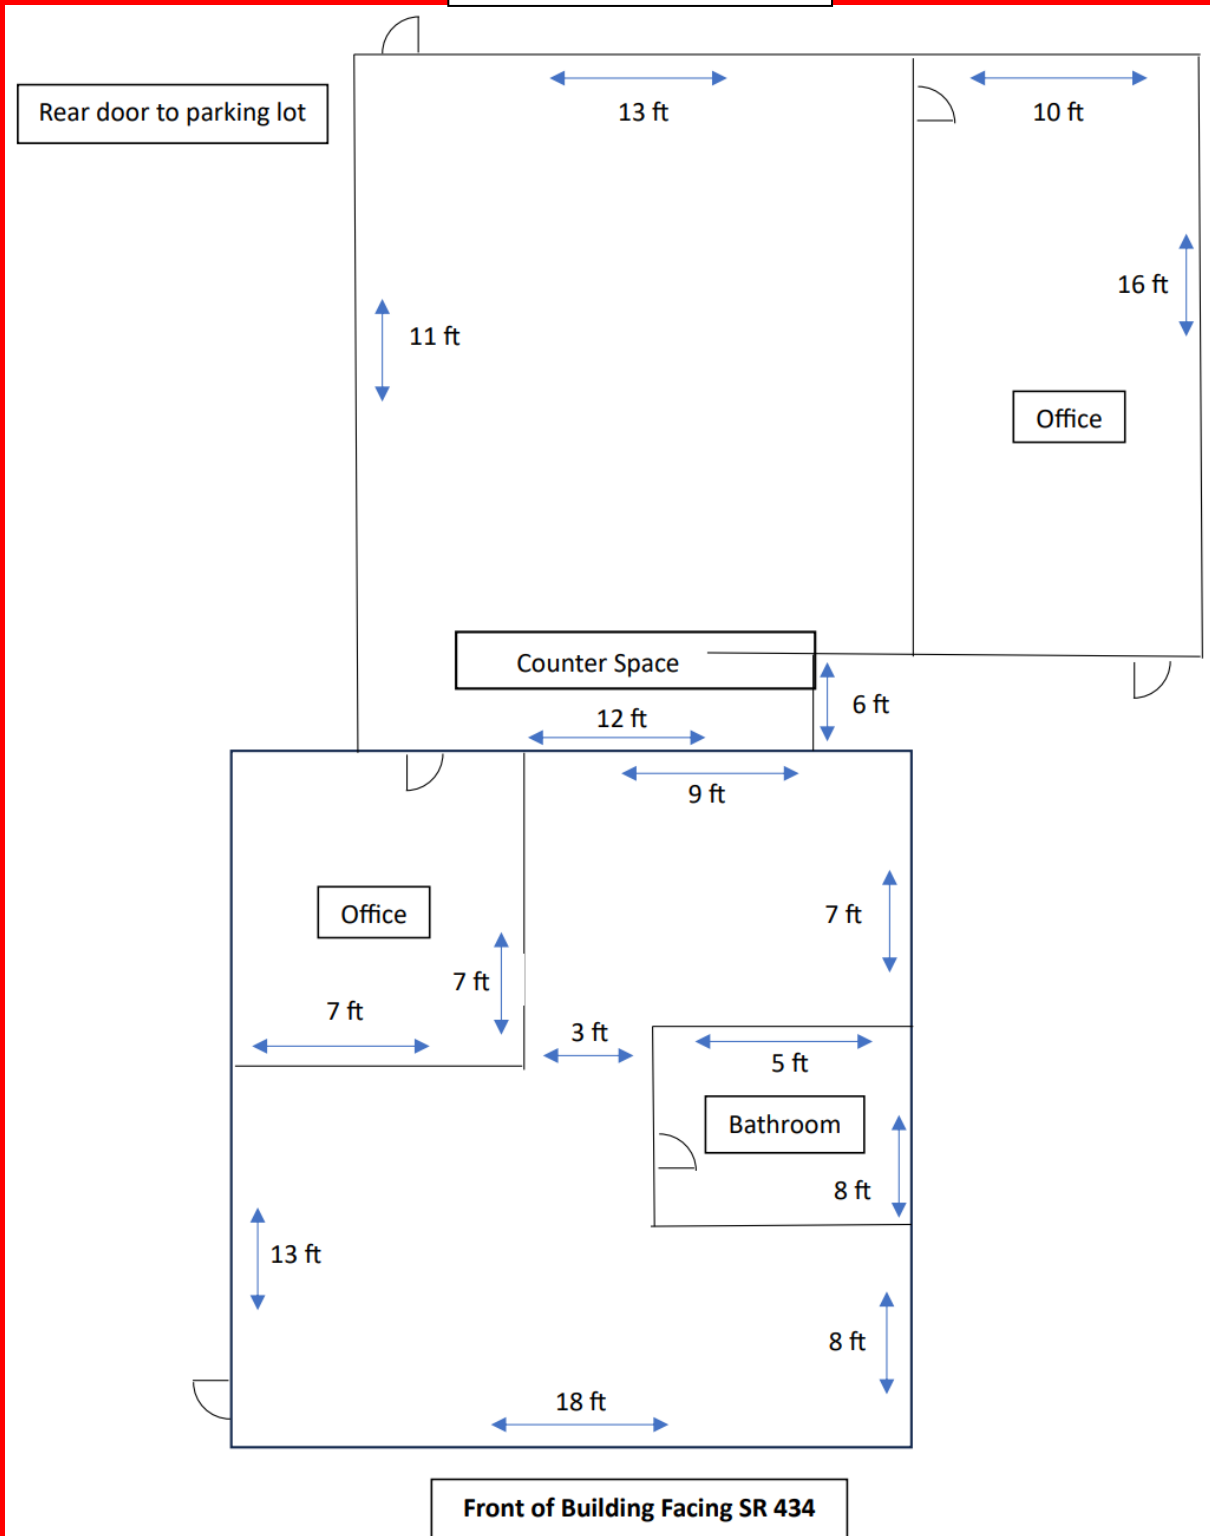 Rear door to parking lot
13 ft
10 ft
16 ft
11 ft
Office
Counter Space
6 ft
12 ft
9 ft
Office
7 ft
7 ft
7 ft
3 ft
5 ft
Bathroom
8 ft
13 ft
8 ft
18 ft
Front of Building Facing SR 434